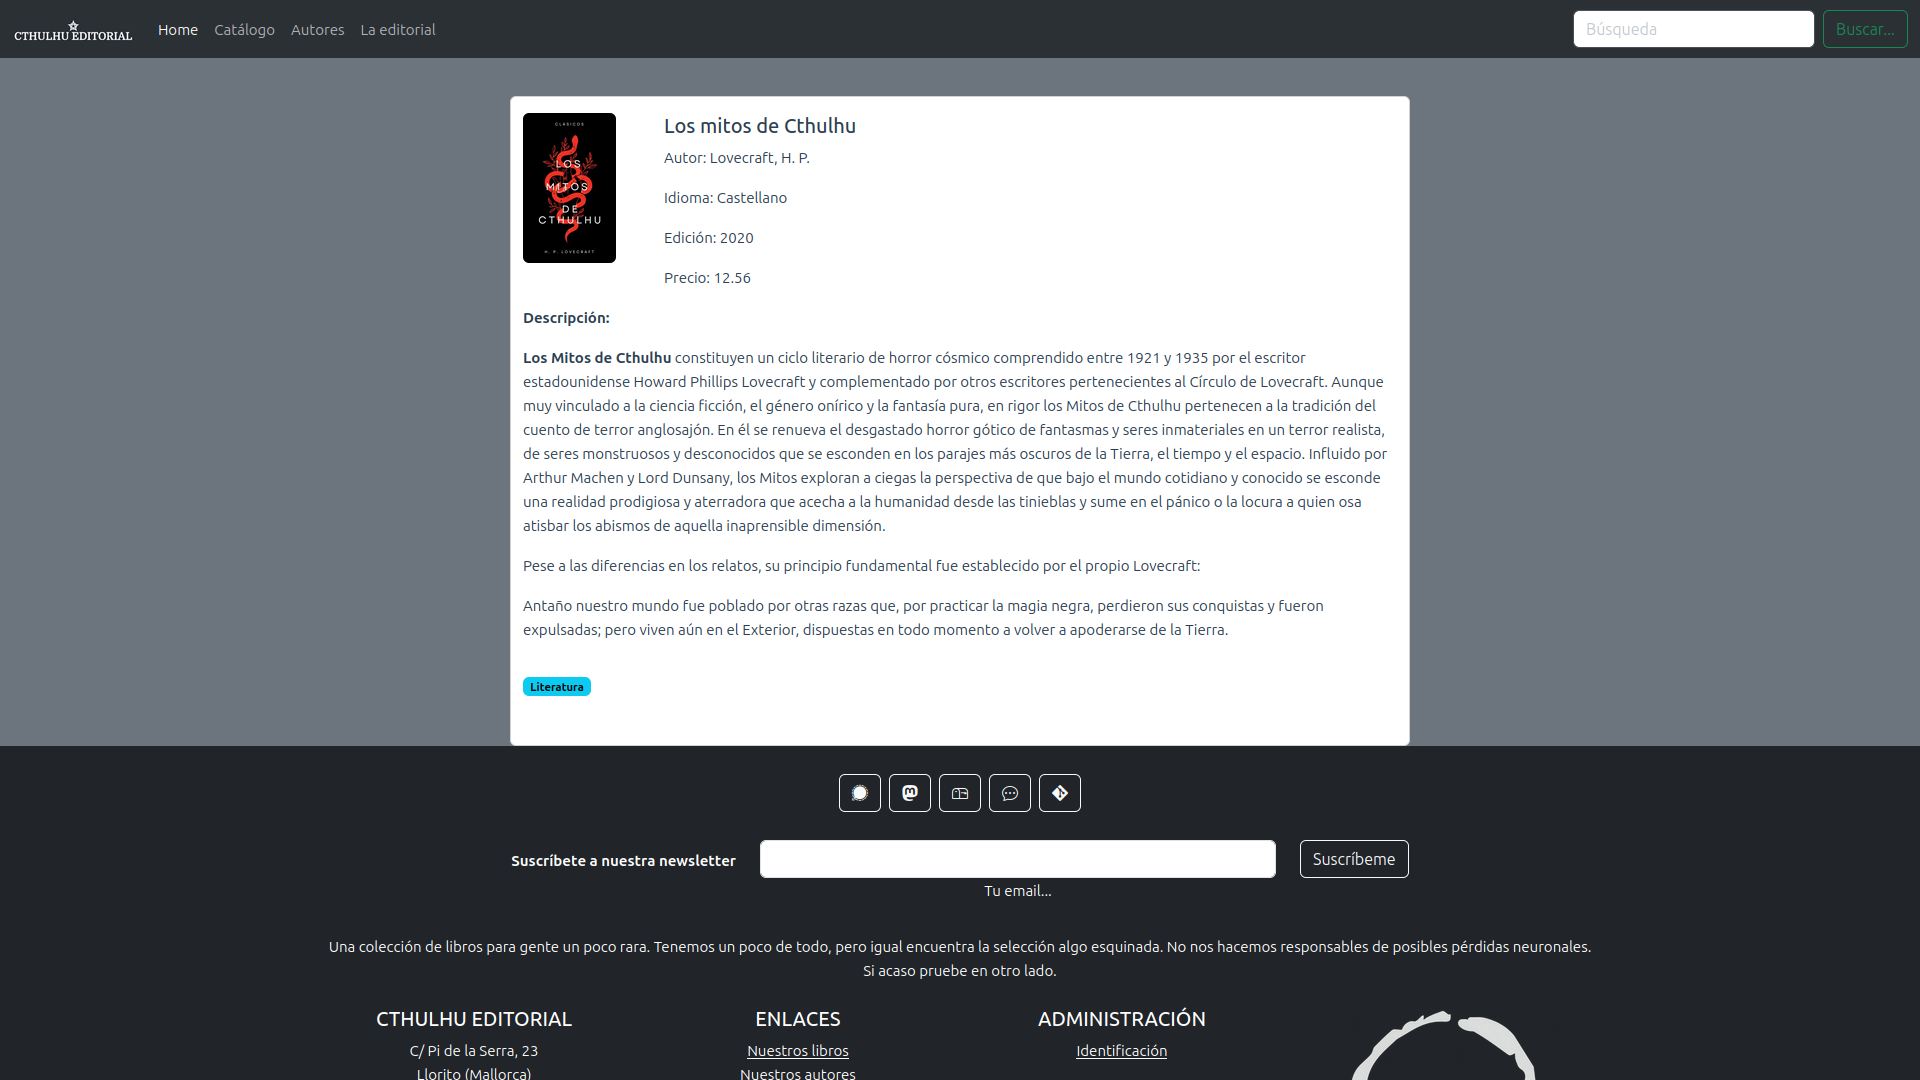 CTHULHU EDITORIAL
Home Catálogo Autores La editorial
Búsqueda Buscar...
CLÁSICOS
LOS
MITOS
DE
CTHULHU
H. P. LOVECRAFT
Los mitos de Cthulhu
Autor: Lovecraft, H. P.
Idioma: Castellano
Edición: 2020
Precio: 12.56
Descripción:
Los Mitos de Cthulhu constituyen un ciclo literario de horror cósmico comprendido entre 1921 y 1935 por el escritor
estadounidense Howard Phillips Lovecraft y complementado por otros escritores pertenecientes al Círculo de Lovecraft. Aunque
muy vinculado a la ciencia ficción, el género onírico y la fantasía pura, en rigor los Mitos de Cthulhu pertenecen a la tradición del
cuento de terror anglosajón. En él se renueva el desgastado horror gótico de fantasmas y seres inmateriales en un terror realista,
de seres monstruosos y desconocidos que se esconden en los parajes más oscuros de la Tierra, el tiempo y el espacio. Influido por
Arthur Machen y Lord Dunsany, los Mitos exploran a ciegas la perspectiva de que bajo el mundo cotidiano y conocido se esconde
una realidad prodigiosa y aterradora que acecha a la humanidad desde las tinieblas y sume en el pánico o la locura a quien osa
atisbar los abismos de aquella inaprensible dimensión.
Pese a las diferencias en los relatos, su principio fundamental fue establecido por el propio Lovecraft:
Antaño nuestro mundo fue poblado por otras razas que, por practicar la magia negra, perdieron sus conquistas y fueron
expulsadas; pero viven aún en el Exterior, dispuestas en todo momento a volver a apoderarse de la Tierra.
Literatura
Suscríbete a nuestra newsletter
Suscríbeme
Tu email...
Una colección de libros para gente un poco rara. Tenemos un poco de todo, pero igual encuentra la selección algo esquinada. No nos hacemos responsables de posibles pérdidas neuronales.
Si acaso pruebe en otro lado.
CTHULHU EDITORIAL
C/ Pi de la Serra, 23
Llorito (Mallorca)
ENLACES
Nuestros libros
Nuestros autores
ADMINISTRACIÓN
Identificación